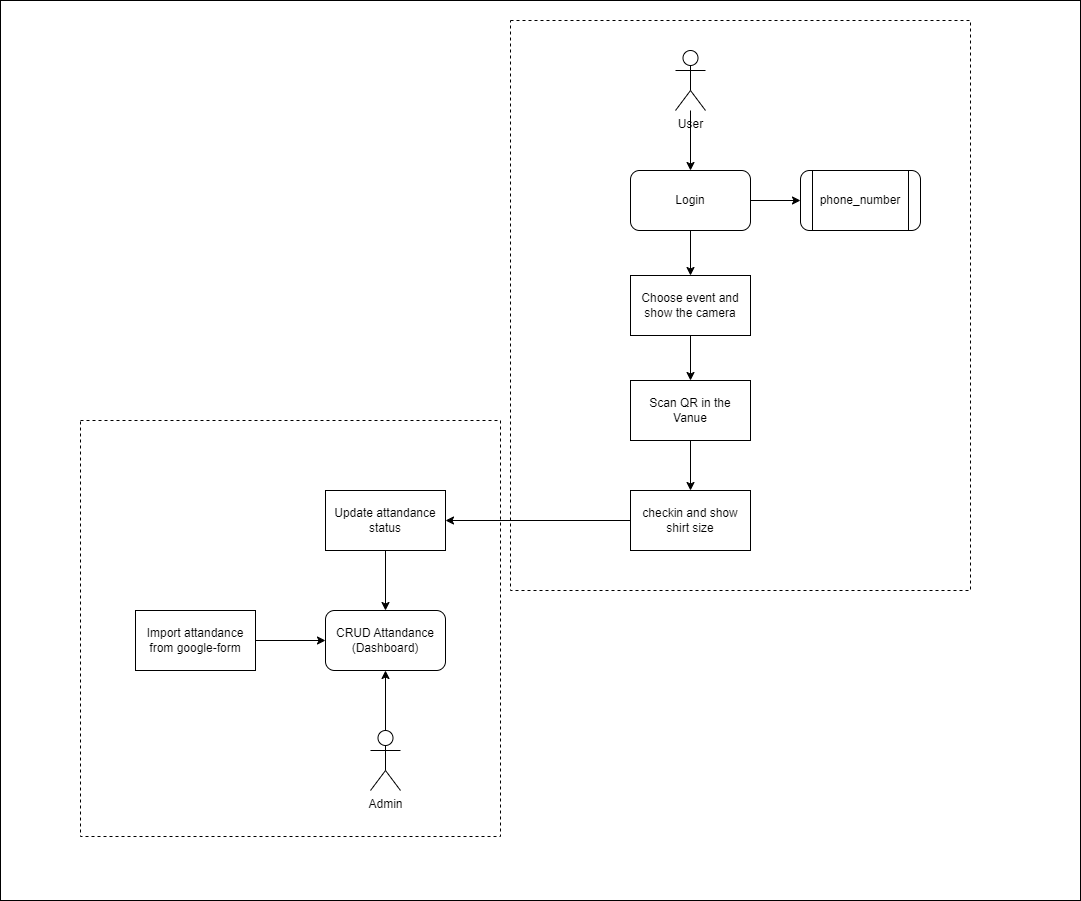 User
Login
phone_number
Choose event and
show the camera
Scan QR in the
Vanue
checkin and show
shirt size
Update attandance
status
Import attandance
from google-form
CRUD Attandance
(Dashboard)
Admin